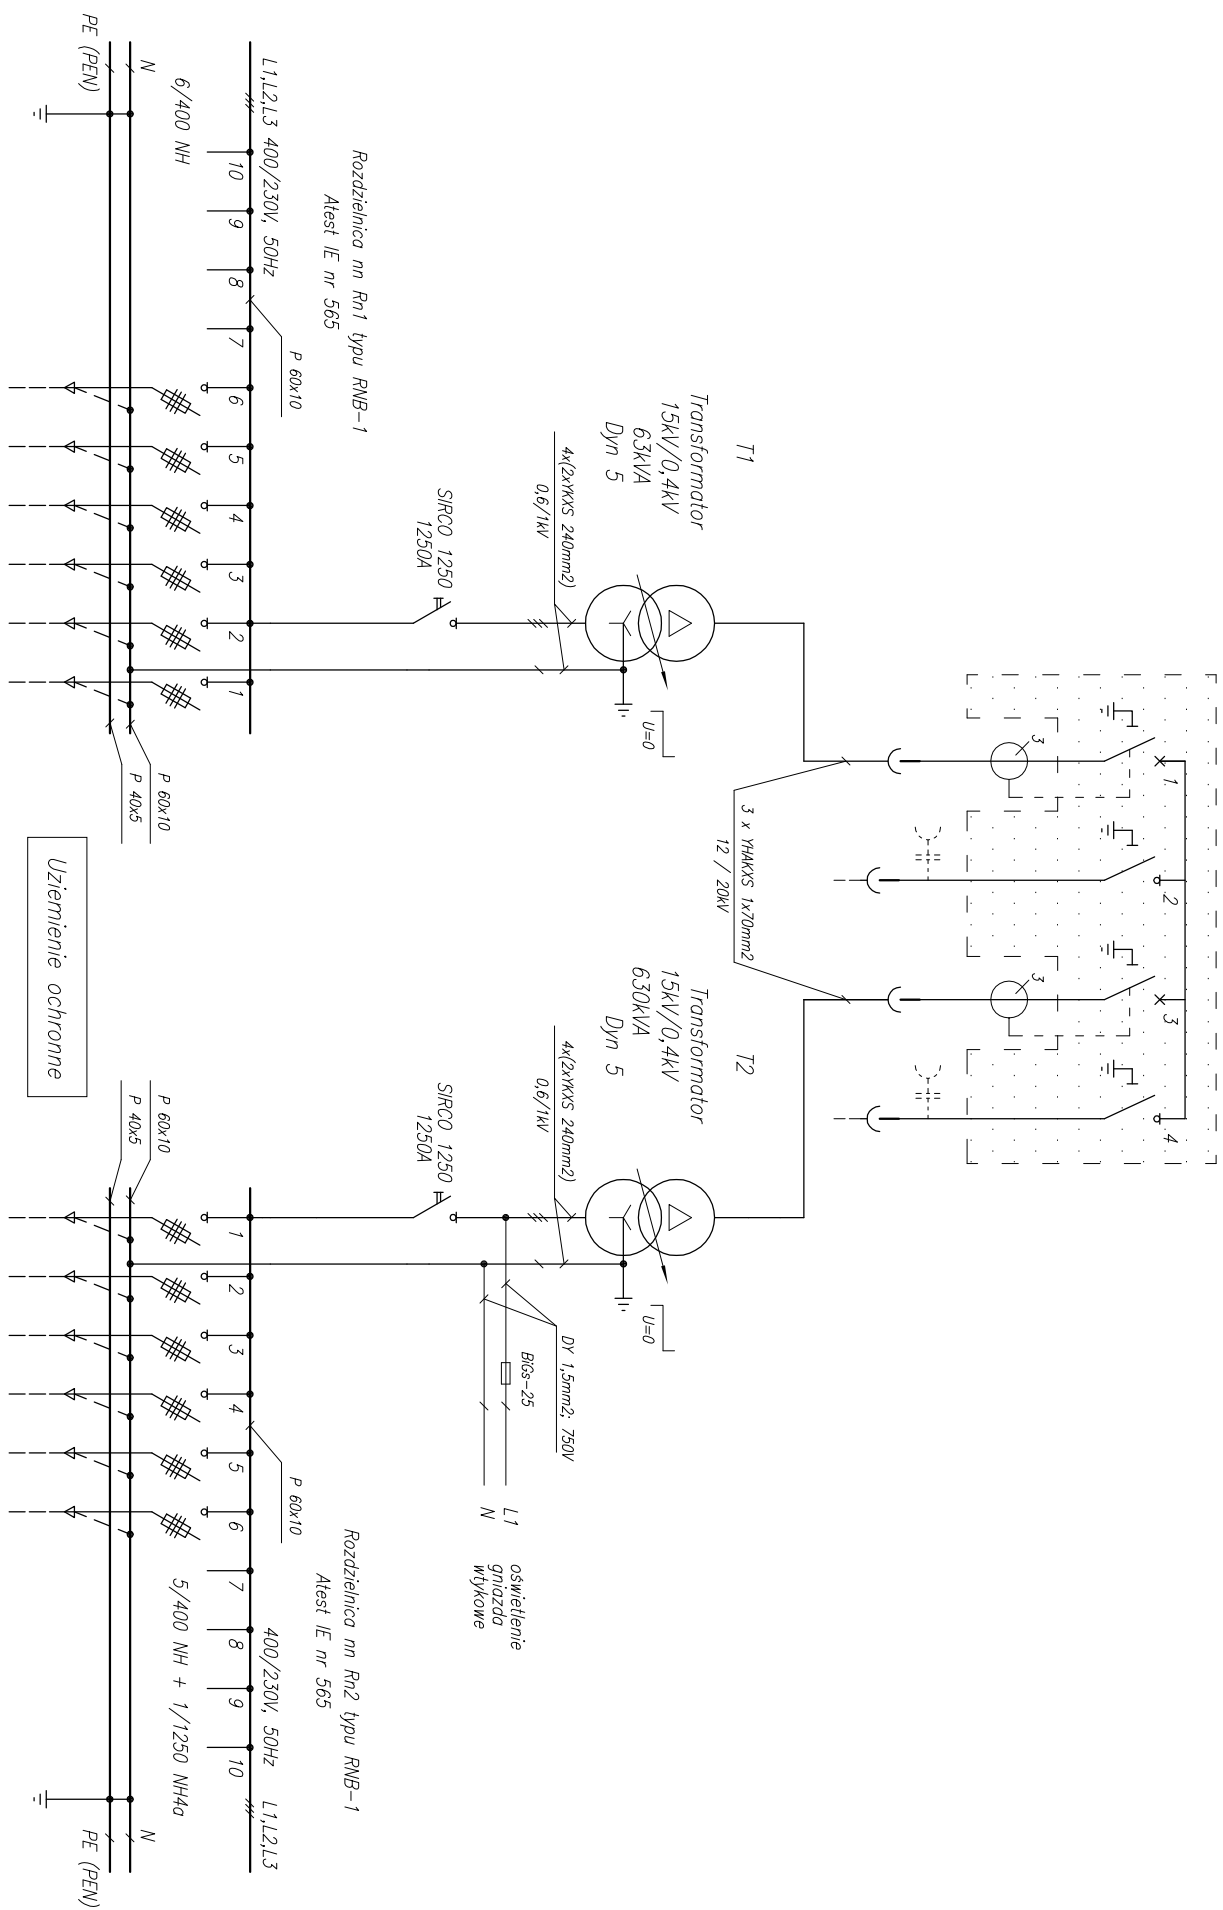 1
2
3
4
3
3
3 x YHAKXS 1x70mm2
12 / 20kV
T1
Transformator
15kV/0,4kV
63kVA
Dyn 5
U=0
4x(2xYKXS 240mm2)
0,6/1kV
SIRCO 1250
1250A
Rozdzielnica nn Rn1 typu RNB-1
Atest IE nr 565
P 60x10
L1,L2,L3 400/230V, 50Hz
10
9
8
7
6
5
4
3
2
1
6/400 NH
N
PE (PEN)
P 60x10
P 40x5
Uziemienie ochronne
T2
Transformator
15kV/0,4kV
630kVA
Dyn 5
U=0
4x(2xYKXS 240mm2)
0,6/1kV
DY 1,5mm2; 750V
BiGs-25
L1
N
oświetlenie
gniazda
wtykowe
SIRCO 1250
1250A
Rozdzielnica nn Rn2 typu RNB-1
Atest IE nr 565
P 60x10
400/230V, 50Hz L1,L2,L3
1
2
3
4
5
6
7
8
9
10
5/400 NH + 1/1250 NH4a
P 60x10
P 40x5
N
PE (PEN)